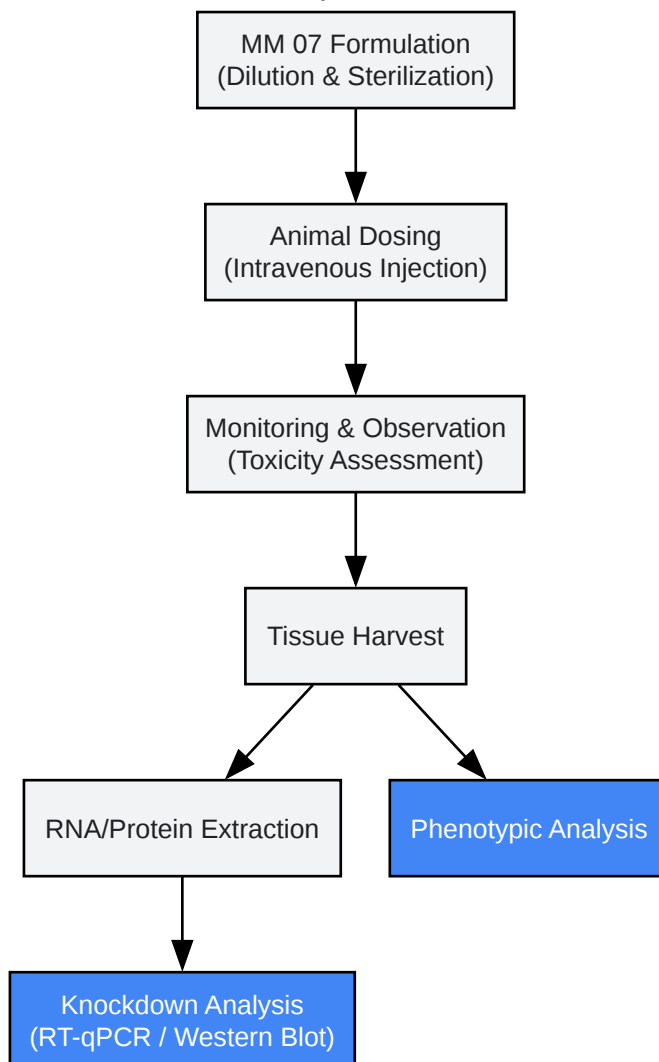 MM 07 Formulation
(Dilution & Sterilization)
Animal Dosing
(Intravenous Injection)
Monitoring & Observation
(Toxicity Assessment)
Tissue Harvest
RNA/Protein Extraction
Phenotypic Analysis
Knockdown Analysis
(RT-qPCR / Western Blot)